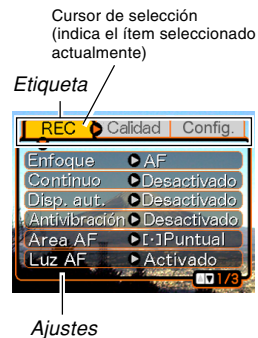 Cursor de selección
(indica el ítem seleccionado
actualmente)
Etiqueta
REC Calidad Config.
Enfoque AF
Contínuo Desactivado
Disp. aut. Desactivado
Antivibración Desactivado
Area AF [·]Puntual
Luz AF Activado
1/3
Ajustes